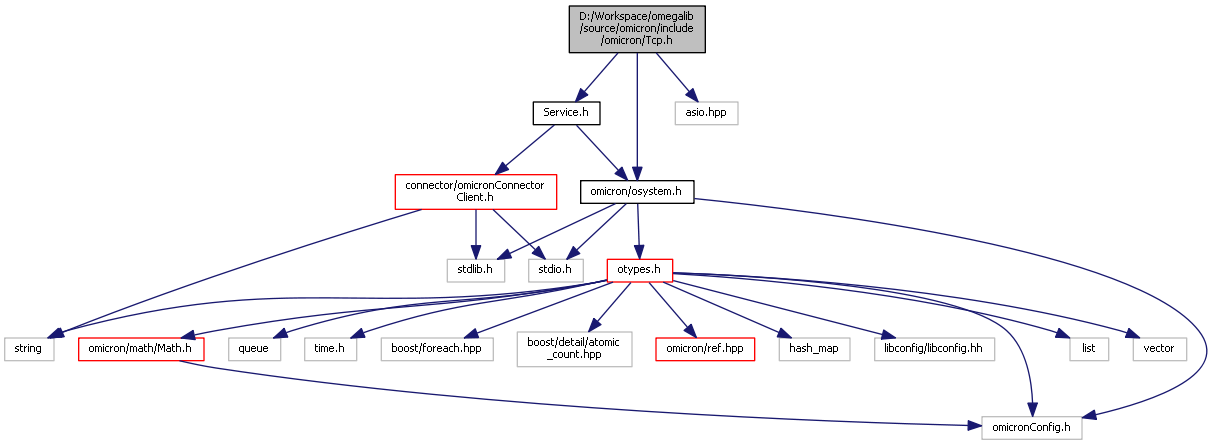 D:/Workspace/omegalib
/source/omicron/include
/omicron/Tcp.h
Service.h
asio.hpp
connector/omicronConnector
Client.h
omicron/osystem.h
stdlib.h
stdio.h
otypes.h
string
omicron/math/Math.h
queue
time.h
boost/foreach.hpp
boost/detail/atomic
_count.hpp
omicron/ref.hpp
hash_map
libconfig/libconfig.hh
list
vector
omicronConfig.h